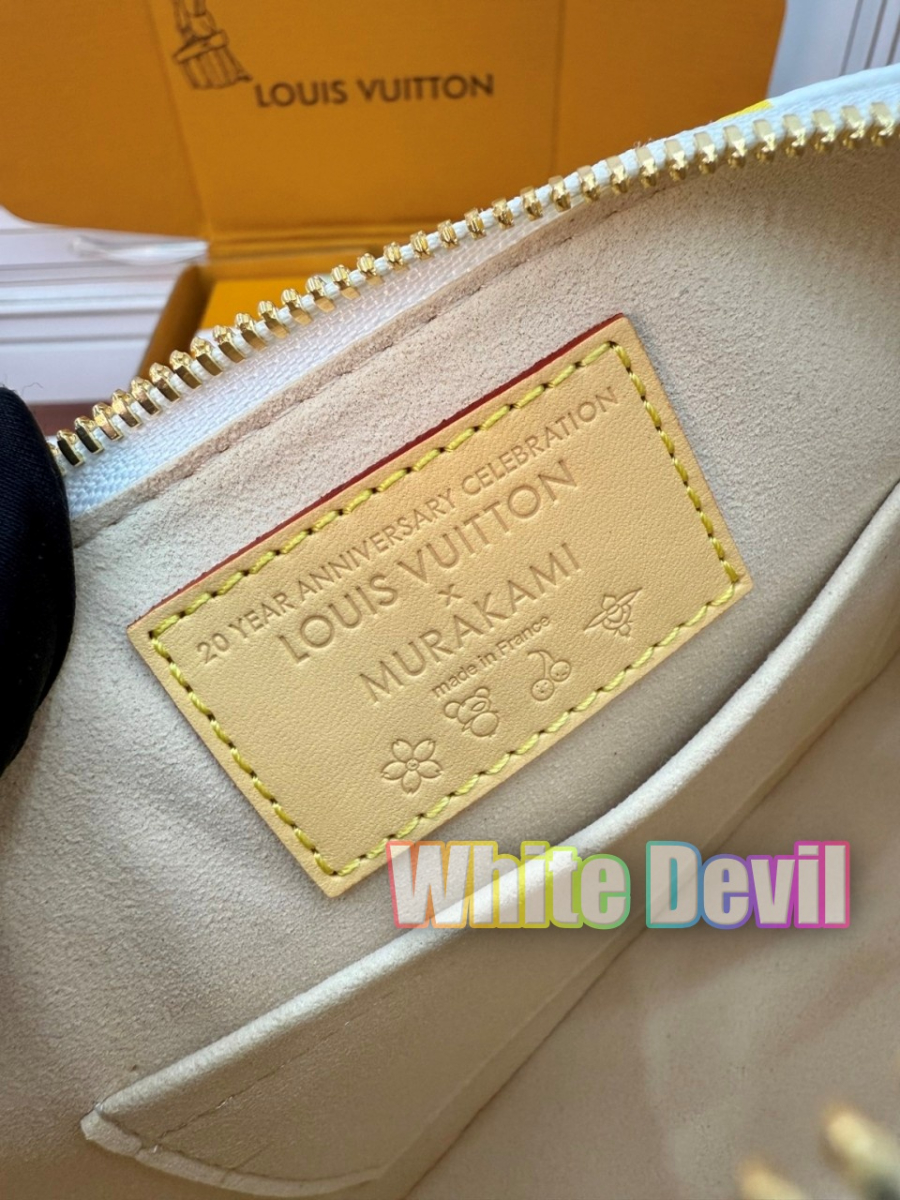 LOUIS VUITTON
20 YEAR ANNIVERSARY CELEBRATION
LOUIS VUITTON
×
MURAKAMI
made in France
White Devil